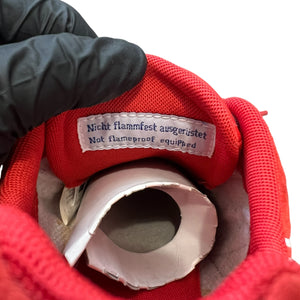 Nicht flammfest ausgerüstet
Not flameproof equipped